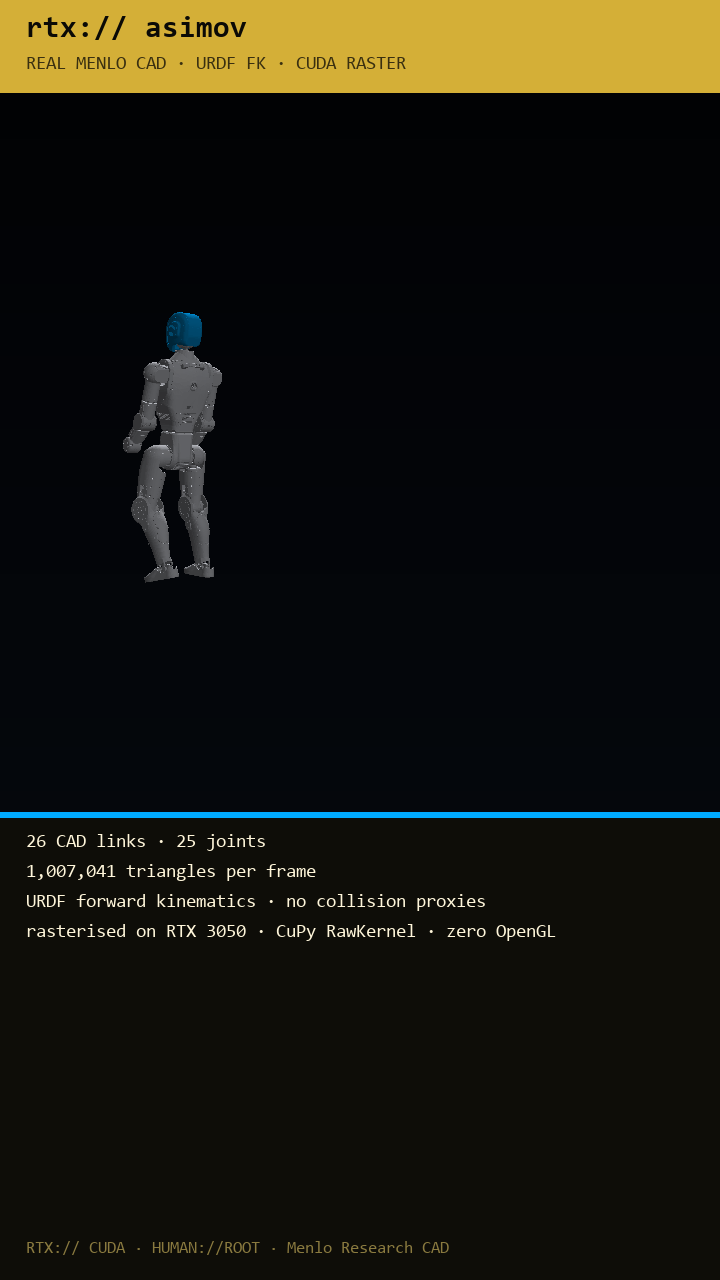 rtx:// asimov
REAL MENLO CAD · URDF FK · CUDA RASTER
26 CAD links · 25 joints
1,007,041 triangles per frame
URDF forward kinematics · no collision proxies
rasterised on RTX 3050 · CuPy RawKernel · zero OpenGL
RTX:// CUDA · HUMAN://ROOT · Menlo Research CAD